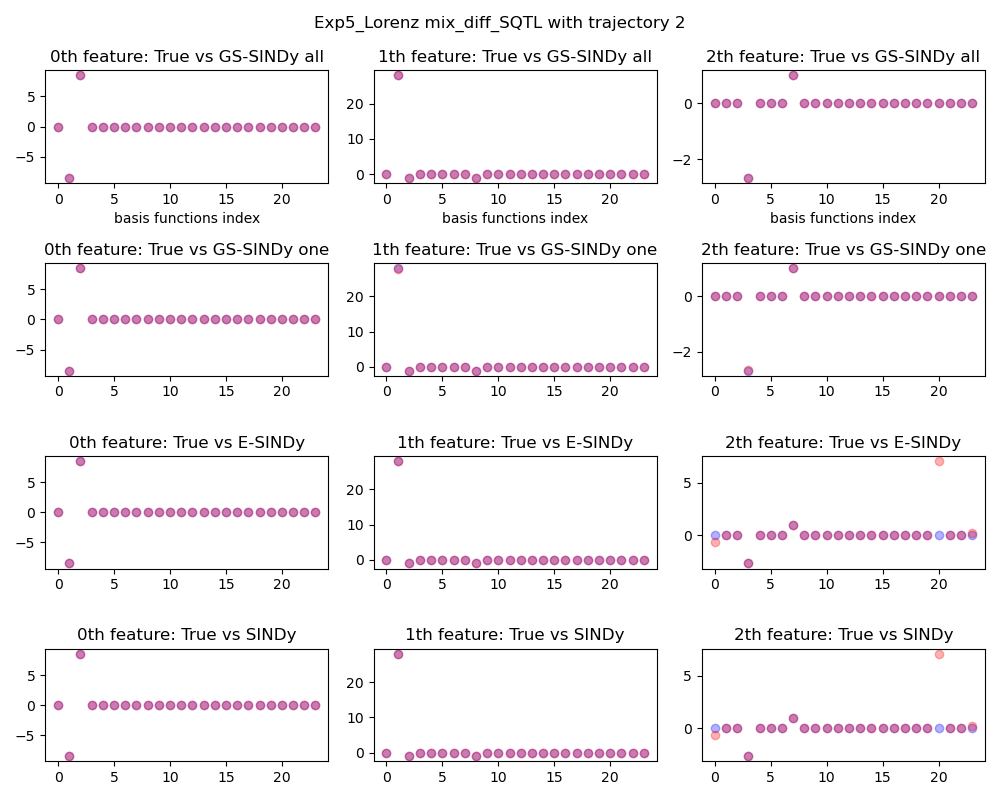 Exp5_Lorenz mix_diff_SQTL with trajectory 2
0th feature: True vs GS-SINDy all
1th feature: True vs GS-SINDy all
2th feature: True vs GS-SINDy all
5
0
−5
0 5 10 15 20
basis functions index
20
10
0
0 5 10 15 20
basis functions index
0
−2
0 5 10 15 20
basis functions index
0th feature: True vs GS-SINDy one
1th feature: True vs GS-SINDy one
2th feature: True vs GS-SINDy one
5
0
−5
0 5 10 15 20
20
10
0
0 5 10 15 20
0
−2
0 5 10 15 20
0th feature: True vs E-SINDy
1th feature: True vs E-SINDy
2th feature: True vs E-SINDy
5
0
−5
0 5 10 15 20
20
10
0
0 5 10 15 20
5
0
0 5 10 15 20
0th feature: True vs SINDy
1th feature: True vs SINDy
2th feature: True vs SINDy
5
0
−5
0 5 10 15 20
20
10
0
0 5 10 15 20
5
0
0 5 10 15 20